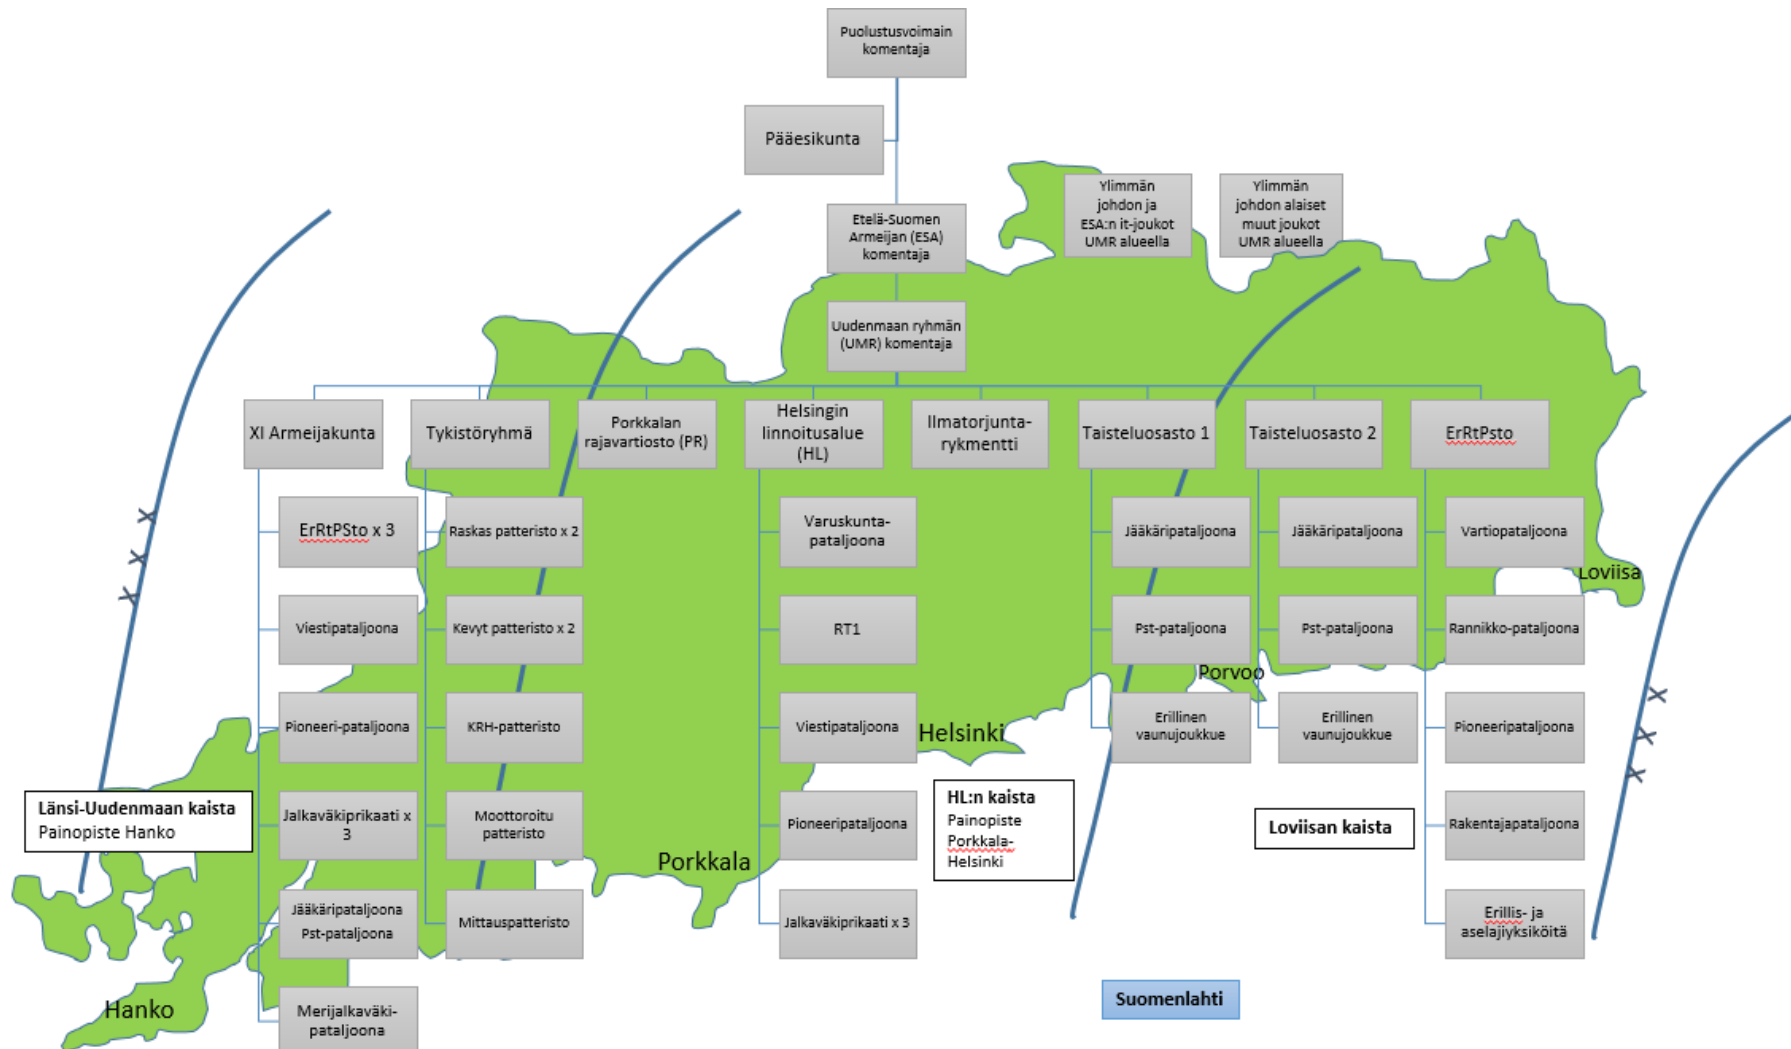 Puolustusvoimain
komentaja
Pääesikunta
Etelä-Suomen
Armeijan (ESA)
komentaja
Ylimmän
johdon ja
ESA:n it-joukot
UMR alueella
Ylimmän
johdon alaiset
muut joukot
UMR alueella
Uudenmaan ryhmän
(UMR) komentaja
XI Armeijakunta
Tykistöryhmä
Porkkalan
rajavartiosto (PR)
Helsingin
linnoitusalue
(HL)
Ilmatorjunta-
rykmentti
Taisteluosasto 1
Taisteluosasto 2
ErRtPsto
ErRtPSto x 3
Viestipataljoona
Pioneeri-pataljoona
Jalkaväkiprikaati x
3
Jääkäripataljoona
Pst-pataljoona
Merijalkaväki-
pataljoona
Raskas patteristo x 2
Kevyt patteristo x 2
KRH-patteristo
Moottoroitu
patteristo
Mittauspatteristo
Varuskunta-
pataljoona
RT1
Viestipataljoona
Pioneeripataljoona
Jalkaväkiprikaati x 3
Jääkäripataljoona
Pst-pataljoona
Erillinen
vaunujoukkue
Jääkäripataljoona
Pst-pataljoona
Erillinen
vaunujoukkue
Vartiopataljoona
Rannikko-pataljoona
Pioneeripataljoona
Rakentajapataljoona
Erillis- ja
aselajiyksiköitä
Loviisa
Porvoo
Helsinki
Porkkala
Hanko
X
X
X
X
X
X
Länsi-Uudenmaan kaista
Painopiste Hanko
HL:n kaista
Painopiste
Porkkala-
Helsinki
Loviisan kaista
Suomenlahti